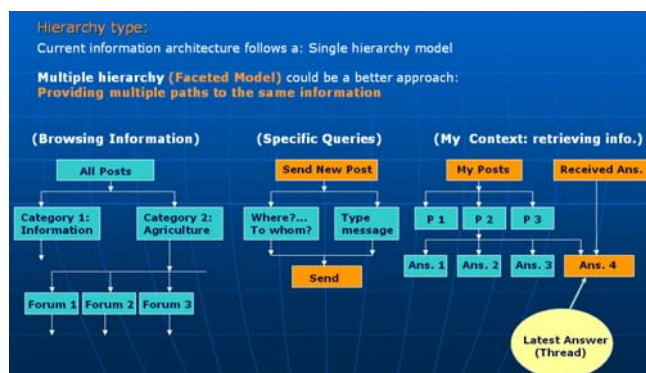 Hierarchy type:
Current information architecture follows a: Single hierarchy model
Multiple hierarchy (Faceted Model) could be a better approach:
Providing multiple paths to the same information
(Browsing Information)
All Posts
Category 1:
Information
Category 2:
Agriculture
Forum 1
Forum 2
Forum 3
(Specific Queries)
Send New Post
Where?...
To whom?
Type
message
Send
(My Context: retrieving info.)
My Posts
Received Ans.
P 1
P 2
P 3
Ans. 1
Ans. 2
Ans. 3
Ans. 4
Latest Answer
(Thread)